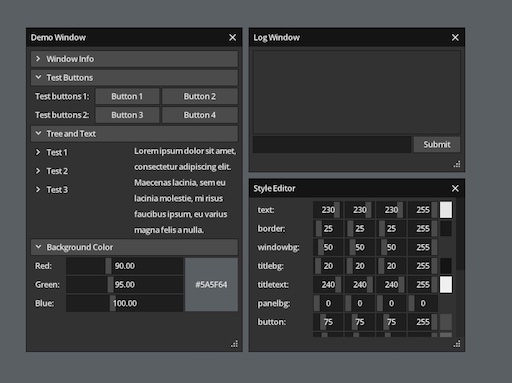 Demo Window
Window Info
Test Buttons
Test buttons 1: Button 1 Button 2
Test buttons 2: Button 3 Button 4
Tree and Text
Test 1
Test 2
Test 3
Lorem ipsum dolor sit amet,
consectetur adipiscing elit.
Maecenas lacinia, sem eu
lacinia molestie, mi risus
faucibus ipsum, eu varius
magna felis a nulla.
Background Color
Red: 90.00
Green: 95.00
Blue: 100.00
#5A5F64
Log Window
Submit
Style Editor
text: 230 230 230 255
border: 25 25 25 255
windowbg: 50 50 50 255
titlebg: 20 20 20 255
titletext: 240 240 240 255
panelbg: 0 0 0 0
button: 75 75 75 255